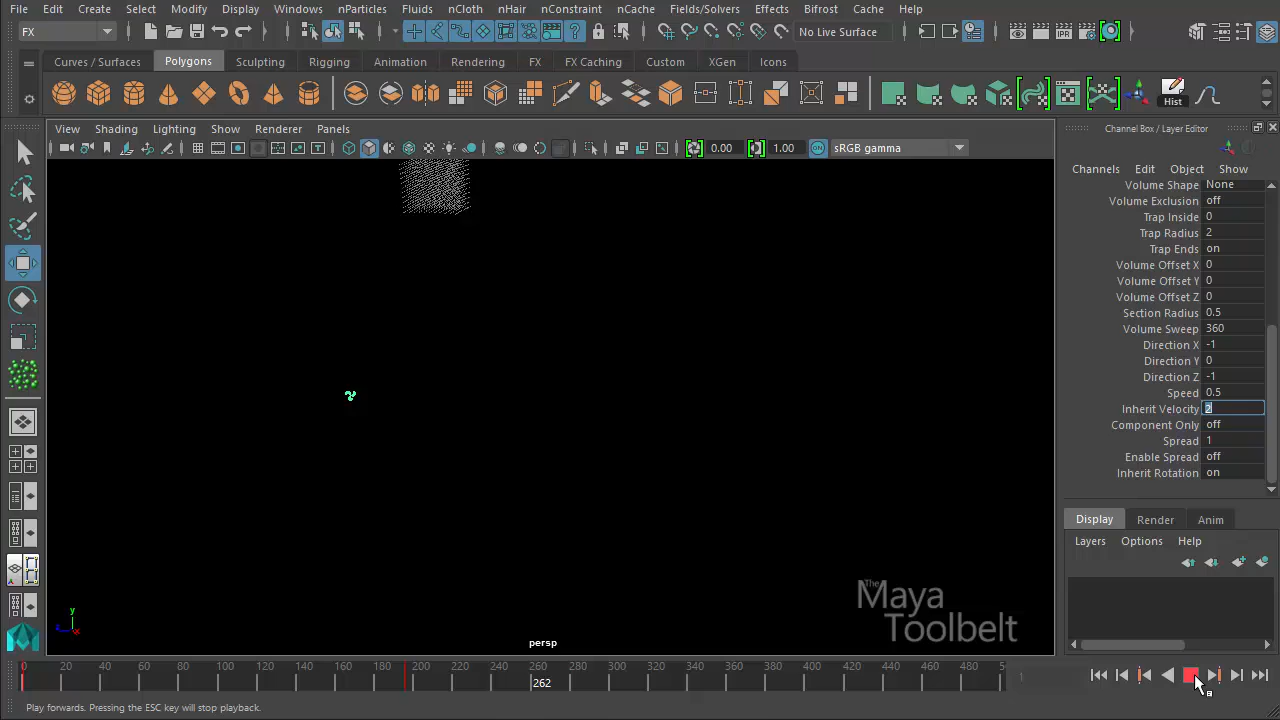 File Edit Create Select Modify Display Windows nParticles Fluids nCloth nHair nConstraint nCache Fields/Solvers Effects Bifrost Cache Help
FX
IPR
No Live Surface
Curves / Surfaces Polygons Sculpting Rigging Animation Rendering FX FX Caching Custom XGen Icons
Hist
View Shading Lighting Show Renderer Panels
0.00 1.00 ON sRGB gamma
Channel Box / Layer Editor
Channels Edit Object Show
Volume Shape None
Volume Exclusion off
Trap Inside 0
Trap Radius 2
Trap Ends on
Volume Offset X 0
Volume Offset Y 0
Volume Offset Z 0
Section Radius 0.5
Volume Sweep 360
Direction X -1
Direction Y 0
Direction Z -1
Speed 0.5
Inherit Velocity 2
Component Only off
Spread 1
Enable Spread off
Inherit Rotation on
Display Render Anim
Layers Options Help
The
Maya
Toolbelt
y
z x
persp
0 20 40 60 80 100 120 140 160 180 200 220 240 260 280 300 320 340 360 380 400 420 440 460 480 5
262
1
Play forwards. Pressing the ESC key will stop playback.